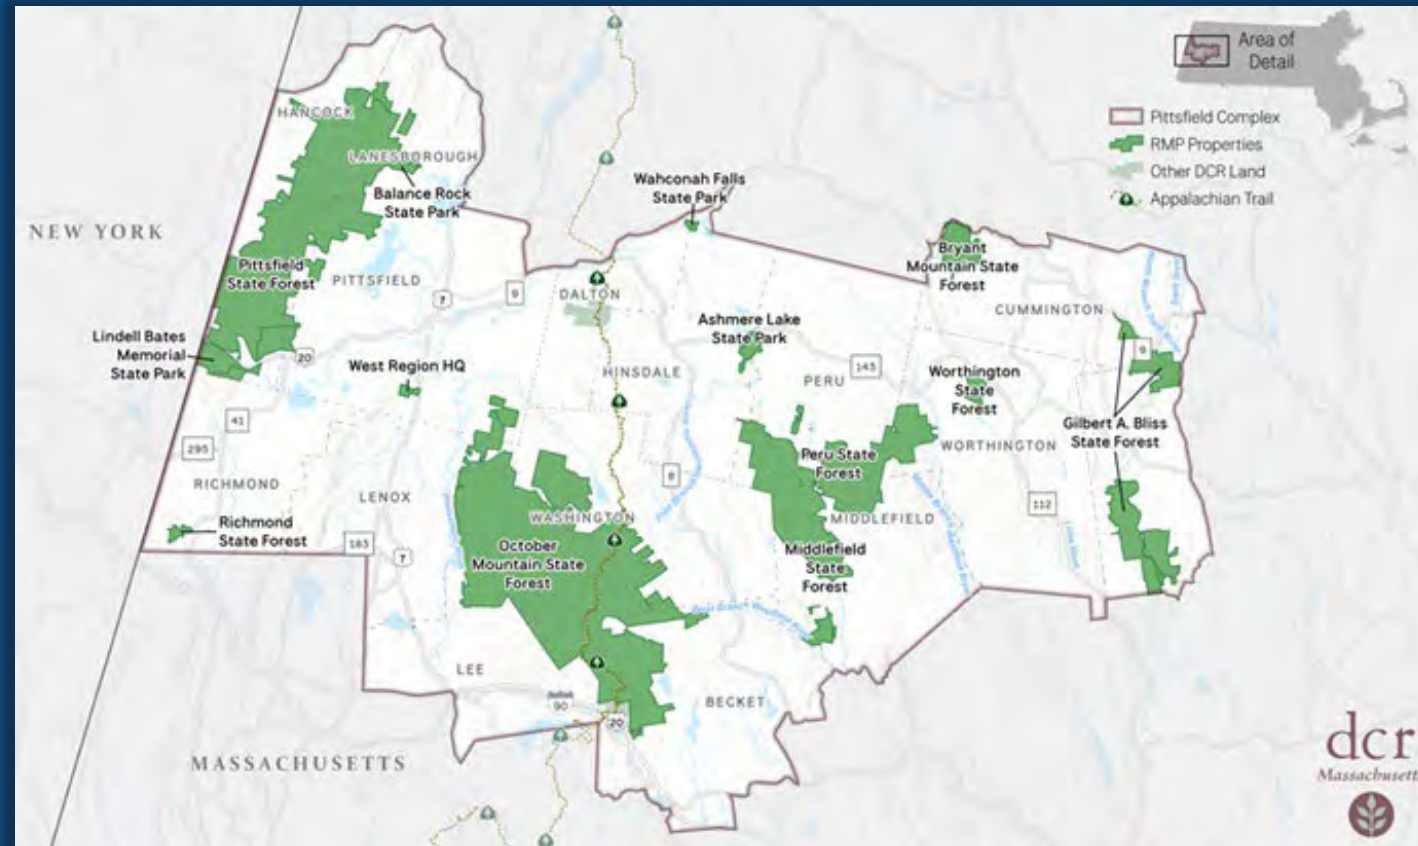 Area of
Detail
Pittsfield Complex
RMP Properties
Other DCR Land
Appalachian Trail
HANCOCK
LANESBOROUGH
Balance Rock
State Park
Wahconah Falls
State Park
NEW YORK
Bryant
Mountain State
Forest
Pittsfield
State Forest
PITTSFIELD
7
9
DALTON
CUMMINGTON
Lindell Bates
Memorial
State Park
20
Ashmere Lake
State Park
9
West Region HQ
HINSDALE
PERU
143
Worthington
State
Forest
41
295
Gilbert A. Bliss
State Forest
WORTHINGTON
Peru State
Forest
8
RICHMOND
LENOX
112
WASHINGTON
MIDDLEFIELD
Richmond
State Forest
183
7
October
Mountain State
Forest
Middlefield
State
Forest
LEE
90
20
BECKET
MASSACHUSETTS
dcr